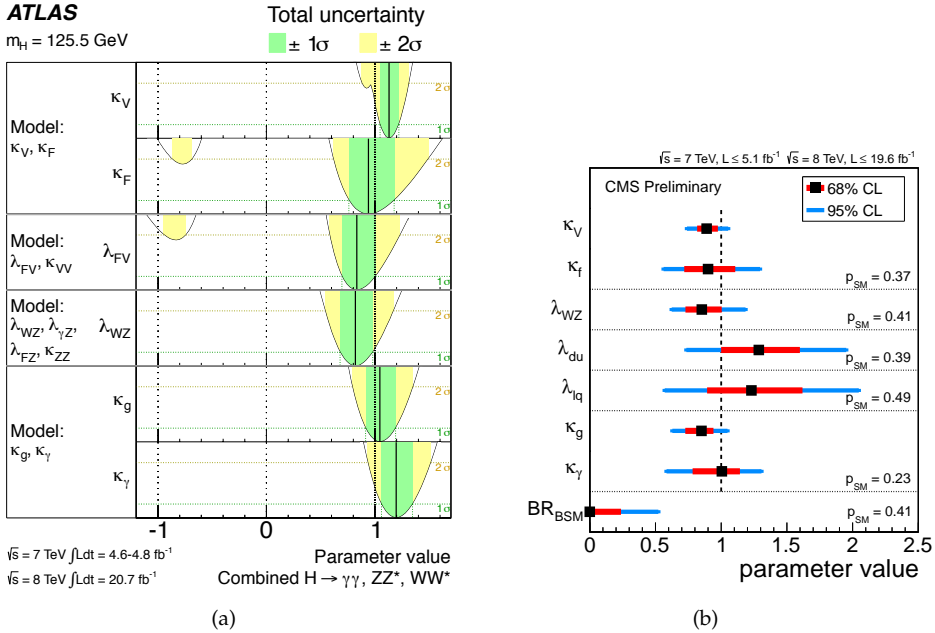 ATLAS
m_H = 125.5 GeV
Total uncertainty
± 1σ ± 2σ
Model:
κ_V, κ_F
κ_V
2σ
1σ
κ_F
2σ
1σ
Model:
λ_FV, κ_VV
λ_FV
2σ
1σ
Model:
λ_WZ, λ_γZ,
λ_FZ, κ_ZZ
λ_WZ
2σ
1σ
Model:
κ_g, κ_γ
κ_g
2σ
1σ
κ_γ
2σ
1σ
-1 0 1
√s = 7 TeV ∫Ldt = 4.6-4.8 fb⁻¹
√s = 8 TeV ∫Ldt = 20.7 fb⁻¹
Parameter value
Combined H → γγ, ZZ*, WW*
(a)
√s = 7 TeV, L ≤ 5.1 fb⁻¹ √s = 8 TeV, L ≤ 19.6 fb⁻¹
CMS Preliminary
68% CL
95% CL
κ_V
κ_f
p_SM = 0.37
λ_WZ
p_SM = 0.41
λ_du
p_SM = 0.39
λ_lq
p_SM = 0.49
κ_g
κ_γ
p_SM = 0.23
BR_BSM
p_SM = 0.41
0 0.5 1 1.5 2 2.5
parameter value
(b)